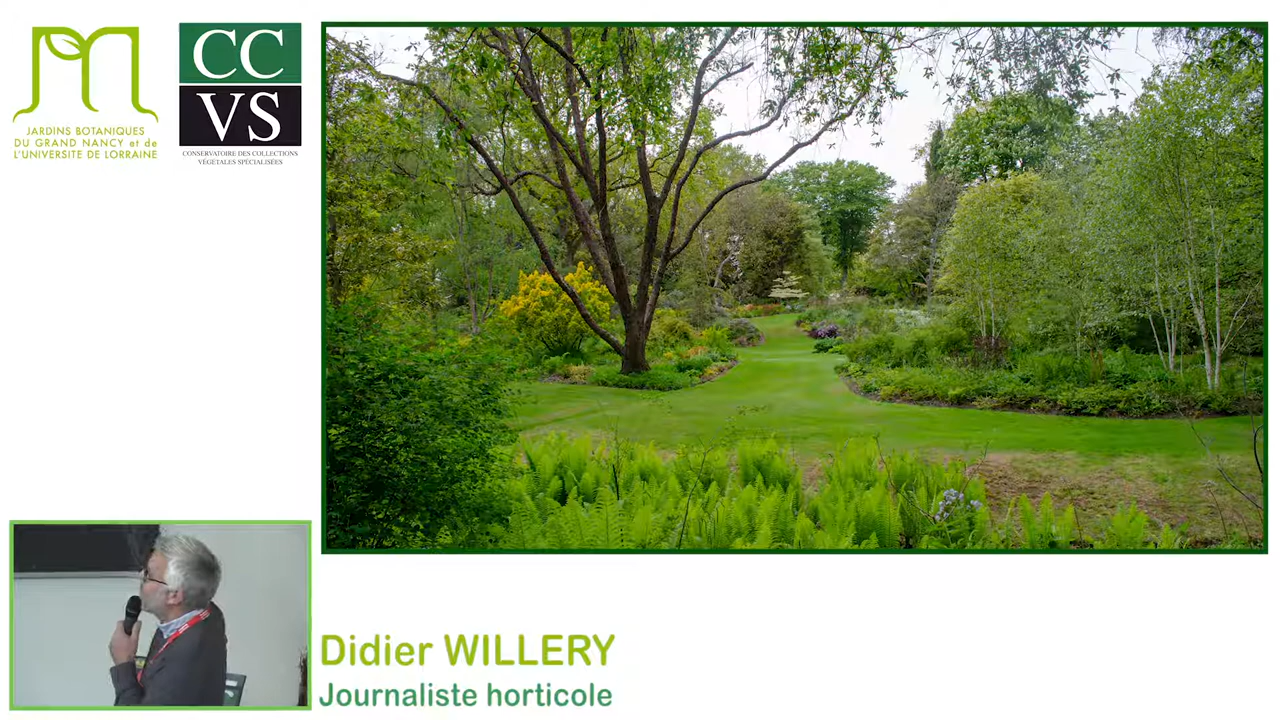 JARDINS BOTANIQUES
DU GRAND NANCY et de
L'UNIVERSITE DE LORRAINE
CC
VS
CONSERVATOIRE DES COLLECTIONS
VÉGÉTALES SPÉCIALISÉES
Didier WILLERY
Journaliste horticole